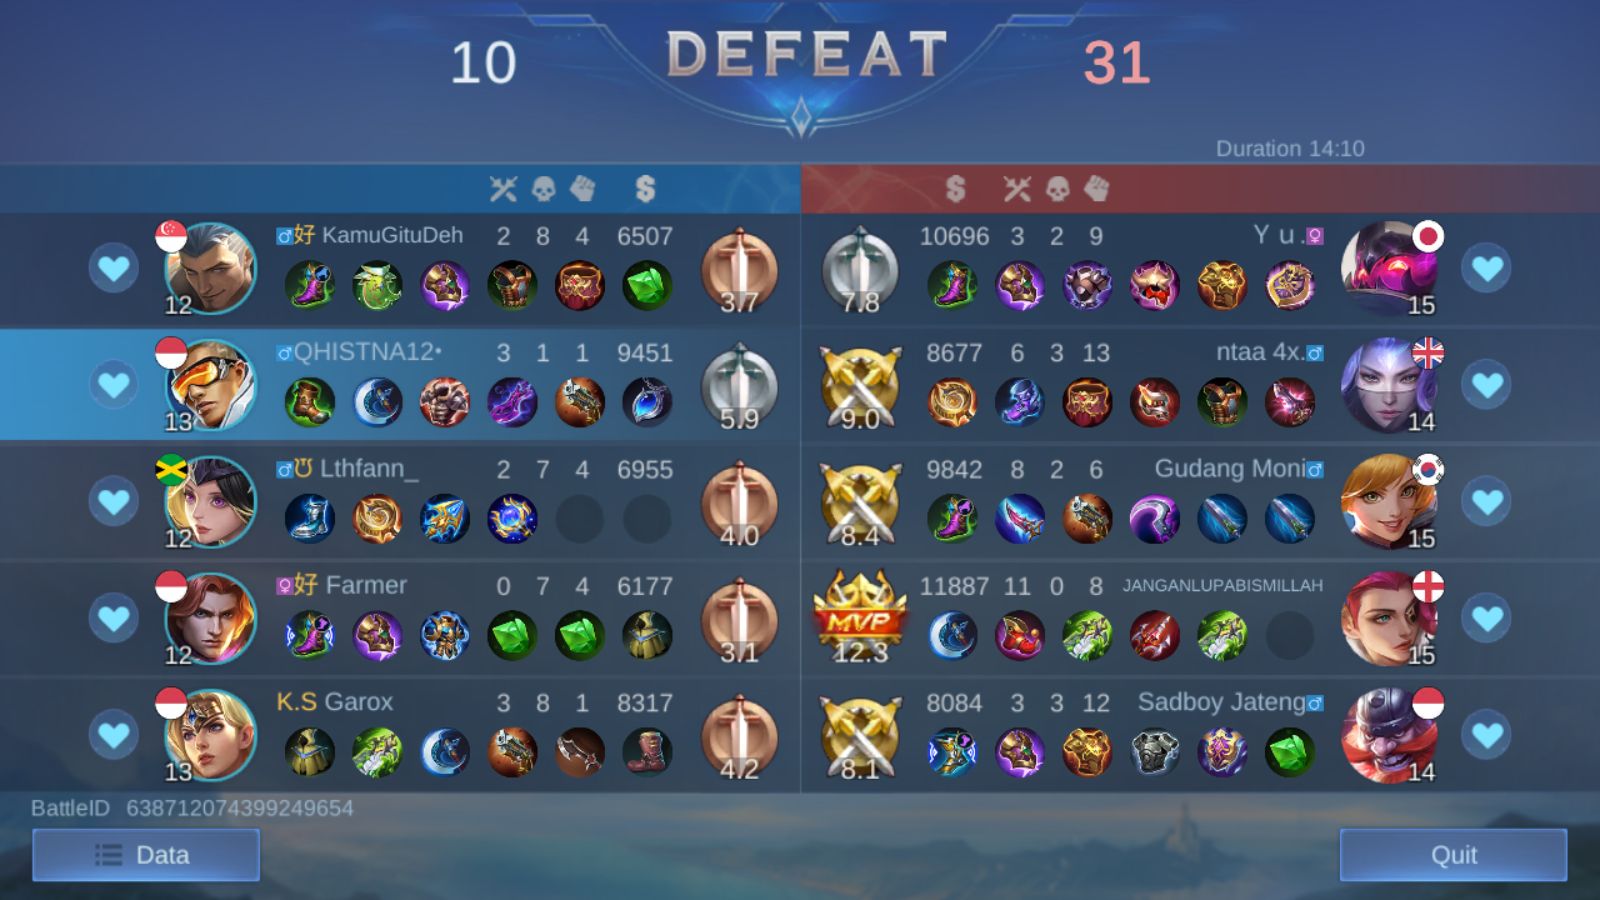 10 DEFEAT 31
Duration 14:10
好 KamuGituDeh 2 8 4 6507 3.7 12
7.8 10696 3 2 9 Y u . 15
QHISTNA12• 3 1 1 9451 5.9 13
9.0 8677 6 3 13 ntaa 4x. 14
Lthfann_ 2 7 4 6955 4.0 12
8.4 9842 8 2 6 Gudang Moni 15
好 Farmer 0 7 4 6177 3.1 12
MVP 12.3 11887 11 0 8 JANGANLUPABISMILLAH 15
K.S Garox 3 8 1 8317 4.2 13
8.1 8084 3 3 12 Sadboy Jateng 14
BattleID 638712074399249654
Data
Quit